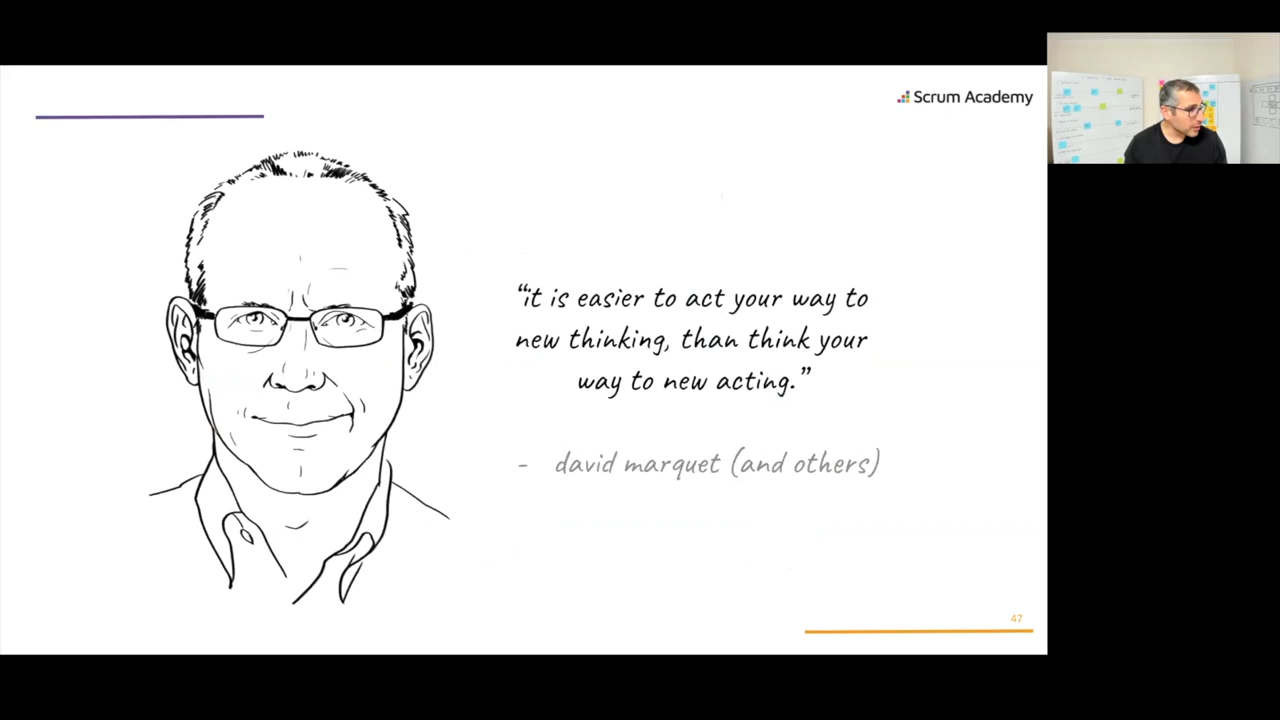 Scrum Academy
“it is easier to act your way to
new thinking, than think your
way to new acting.”
- david marquet (and others)
47